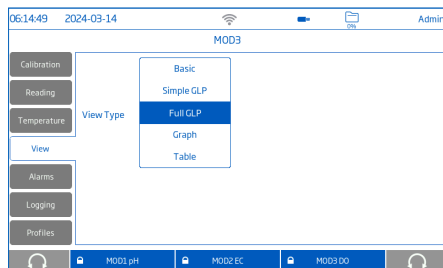 06:14:49 2024-03-14 0% Admin
MOD3
Calibration
Reading
Temperature
View
Alarms
Logging
Profiles
View Type
Basic
Simple GLP
Full GLP
Graph
Table
MOD1 pH MOD2 EC MOD3 DO